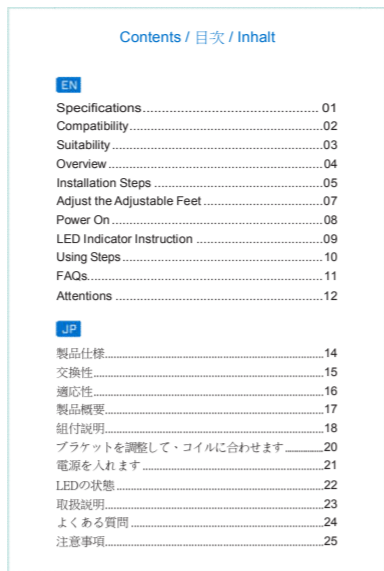 Contents / 目次 / Inhalt
EN
Specifications.......................................... 01
Compatibility..............................................02
Suitability...................................................03
Overview....................................................04
Installation Steps ........................................05
Adjust the Adjustable Feet..........................07
Power On....................................................08
LED Indicator Instruction .............................09
Using Steps.................................................10
FAQs..........................................................11
Attentions ...................................................12
JP
製品仕様.....................................................14
交換性........................................................15
適応性........................................................16
製品概要.....................................................17
組付説明.....................................................18
ブラケットを調整して、コイルに合わせます..............20
電源を入れます............................................21
LEDの状態..................................................22
取扱説明.....................................................23
よくある質問................................................24
注意事項.....................................................25